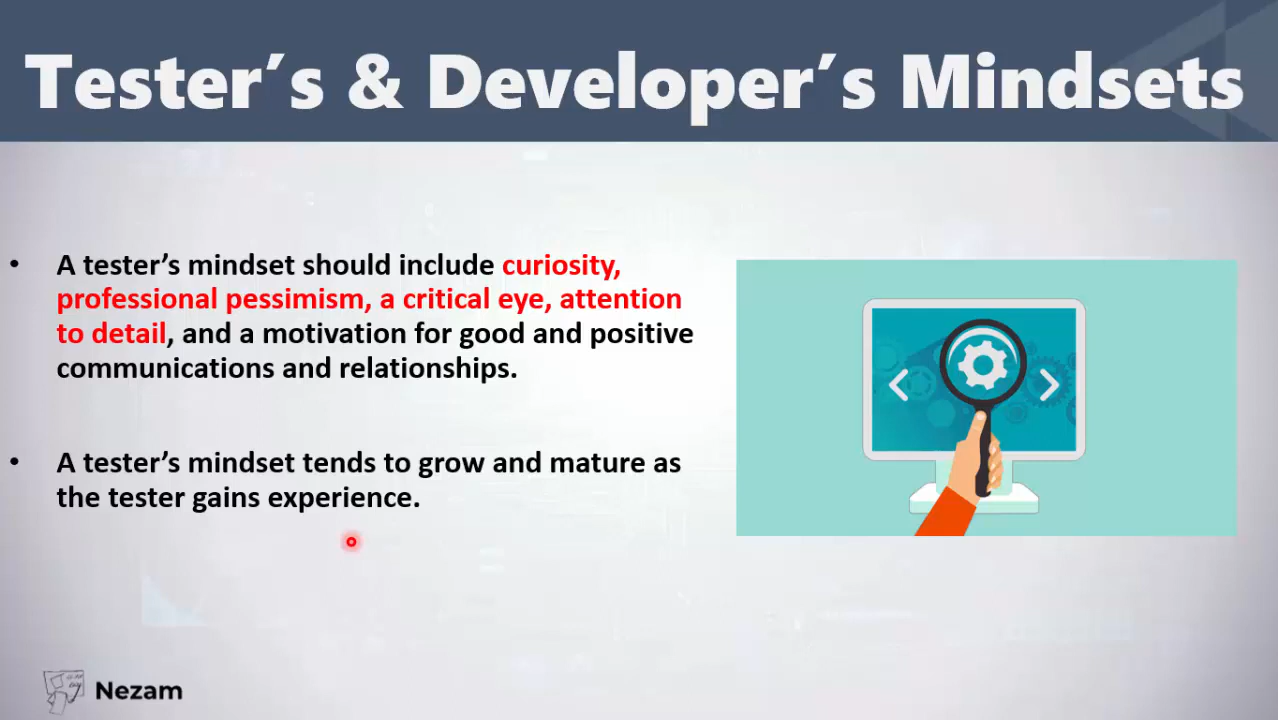 Tester’s & Developer’s Mindsets
• A tester’s mindset should include curiosity,
professional pessimism, a critical eye, attention
to detail, and a motivation for good and positive
communications and relationships.
• A tester’s mindset tends to grow and mature as
the tester gains experience.
Nezam